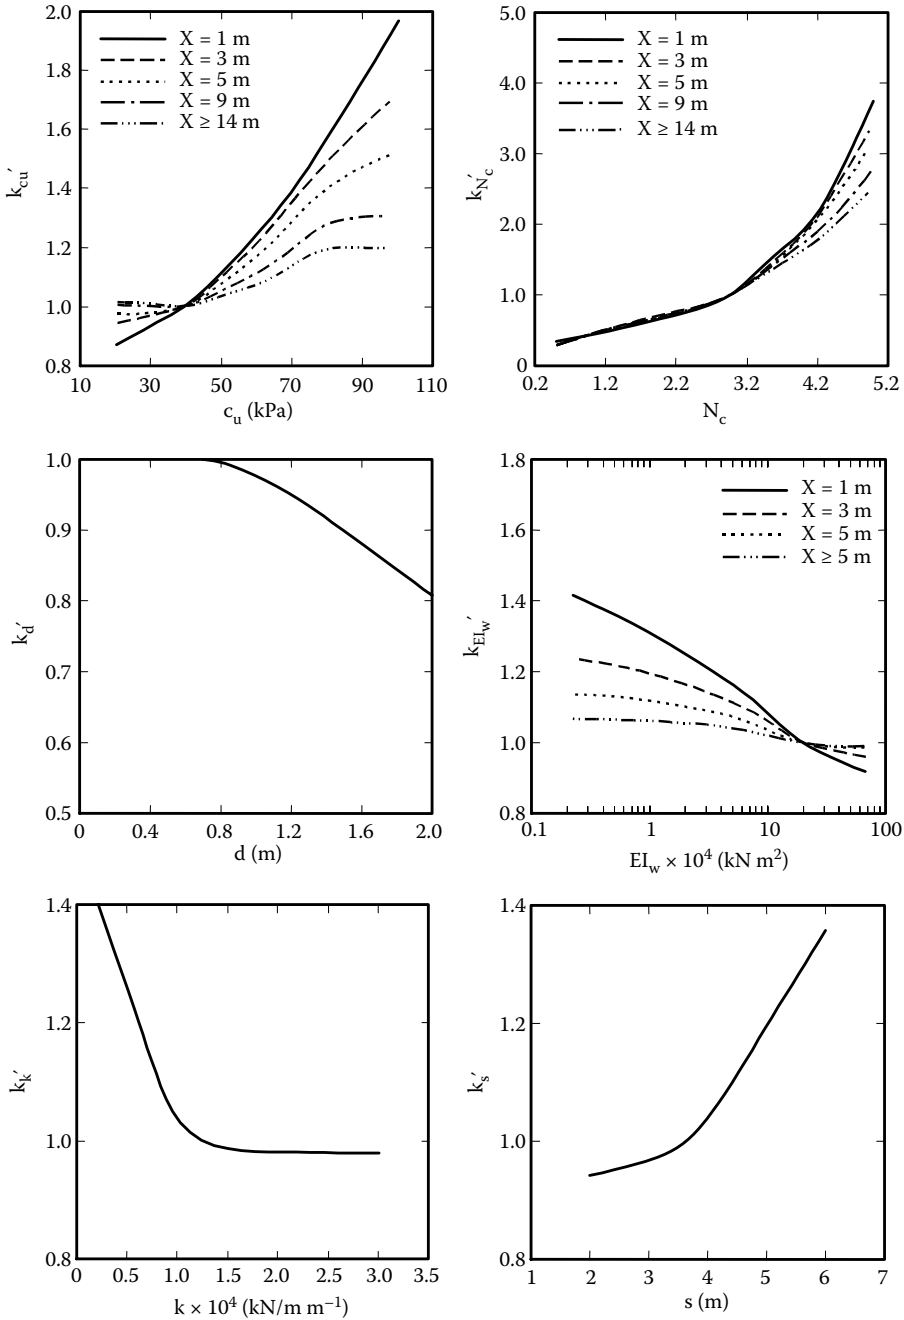 2.0
1.8
1.6
1.4
1.2
1.0
0.8
k_cu′
X = 1 m
X = 3 m
X = 5 m
X = 9 m
X ≥ 14 m
10 30 50 70 90 110
c_u (kPa)
5.0
4.0
3.0
2.0
1.0
0
k_N_c′
X = 1 m
X = 3 m
X = 5 m
X = 9 m
X ≥ 14 m
0.2 1.2 2.2 3.2 4.2 5.2
N_c
1.0
0.9
0.8
0.7
0.6
0.5
k_d′
0 0.4 0.8 1.2 1.6 2.0
d (m)
1.8
1.6
1.4
1.2
1.0
0.8
k_EI_w′
X = 1 m
X = 3 m
X = 5 m
X ≥ 5 m
0.1 1 10 100
EI_w × 10⁴ (kN m²)
1.4
1.2
1.0
0.8
k_k′
0 0.5 1.0 1.5 2.0 2.5 3.0 3.5
k × 10⁴ (kN/m m⁻¹)
1.4
1.2
1.0
0.8
k_s′
1 2 3 4 5 6 7
s (m)